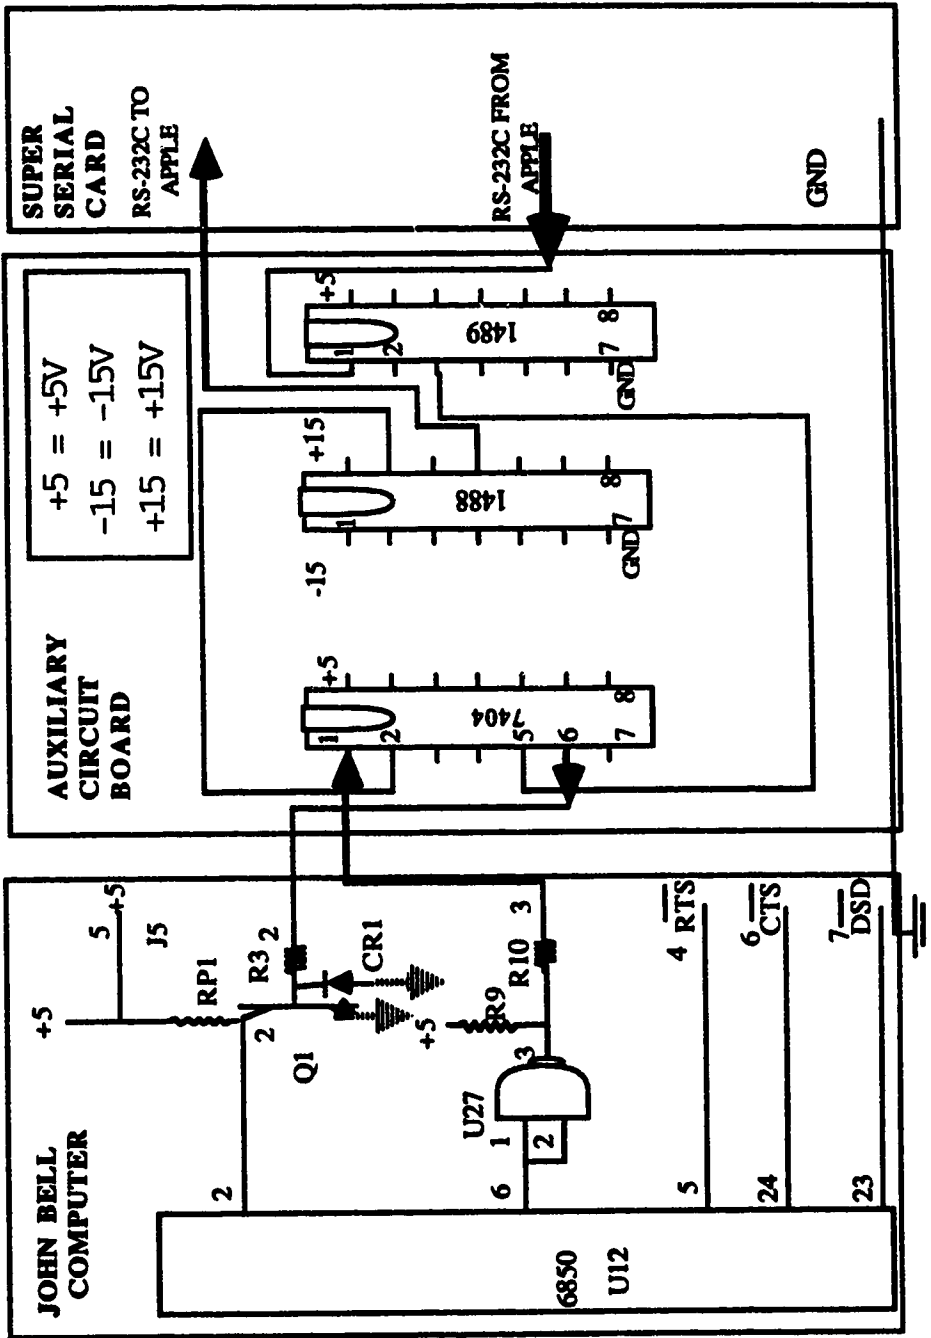 SUPER
SERIAL
CARD
RS-232C TO
APPLE
RS-232C FROM
APPLE
GND
+5 = +5V
-15 = -15V
+15 = +15V
AUXILIARY
CIRCUIT
BOARD
+5
1
2
1489
7
8
GND
+15
-15
1
1488
7
8
GND
+5
1
2
7404
5
6
7
8
JOHN BELL
COMPUTER
+5
5
+5
J5
RP1
R3
2
CR1
2
Q1
+5
R9
R10
3
3
U27
1
2
2
6
5
24
23
4
RTS
6
CTS
7
DSD
6850
U12